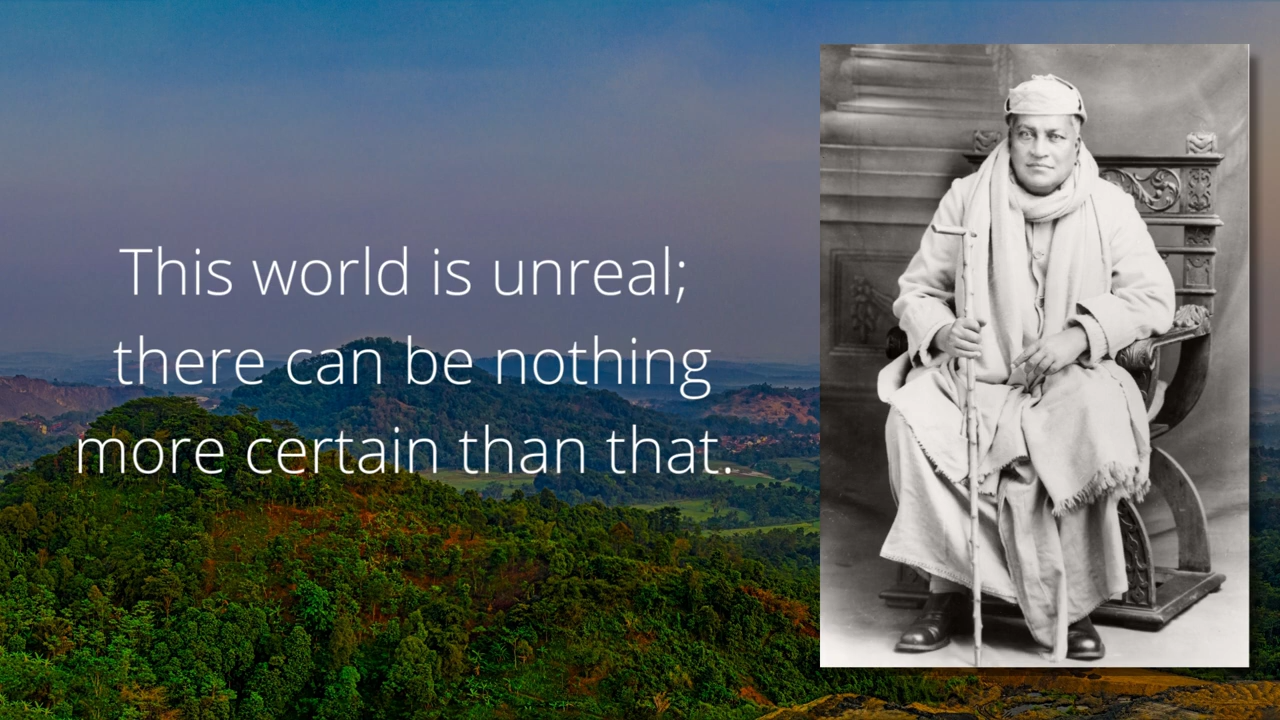 This world is unreal;
there can be nothing
more certain than that.